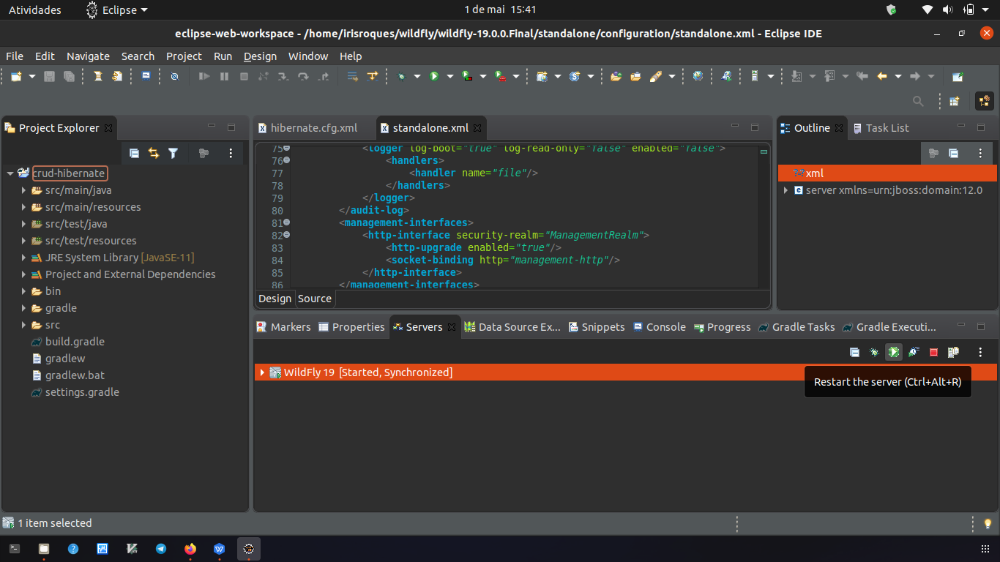 Atividades
Eclipse
1 de mai 15:41
eclipse-web-workspace - /home/irisroques/wildfly/wildfly-19.0.0.Final/standalone/configuration/standalone.xml - Eclipse IDE
File Edit Navigate Search Project Run Design Window Help
Project Explorer
crud-hibernate
src/main/java
src/main/resources
src/test/java
src/test/resources
JRE System Library [JavaSE-11]
Project and External Dependencies
bin
gradle
src
build.gradle
gradlew
gradlew.bat
settings.gradle
hibernate.cfg.xml standalone.xml
75 <logger log-boot="true" log-read-only="false" enabled="false">
76 <handlers>
77 <handler name="file"/>
78 </handlers>
79 </logger>
80 </audit-log>
81 <management-interfaces>
82 <http-interface security-realm="ManagementRealm">
83 <http-upgrade enabled="true"/>
84 <socket-binding http="management-http"/>
85 </http-interface>
86 </management-interfaces>
Design Source
Outline Task List
xml
server xmlns=urn:jboss:domain:12.0
Markers Properties Servers Data Source Ex... Snippets Console Progress Gradle Tasks Gradle Executi...
WildFly 19 [Started, Synchronized]
Restart the server (Ctrl+Alt+R)
1 item selected